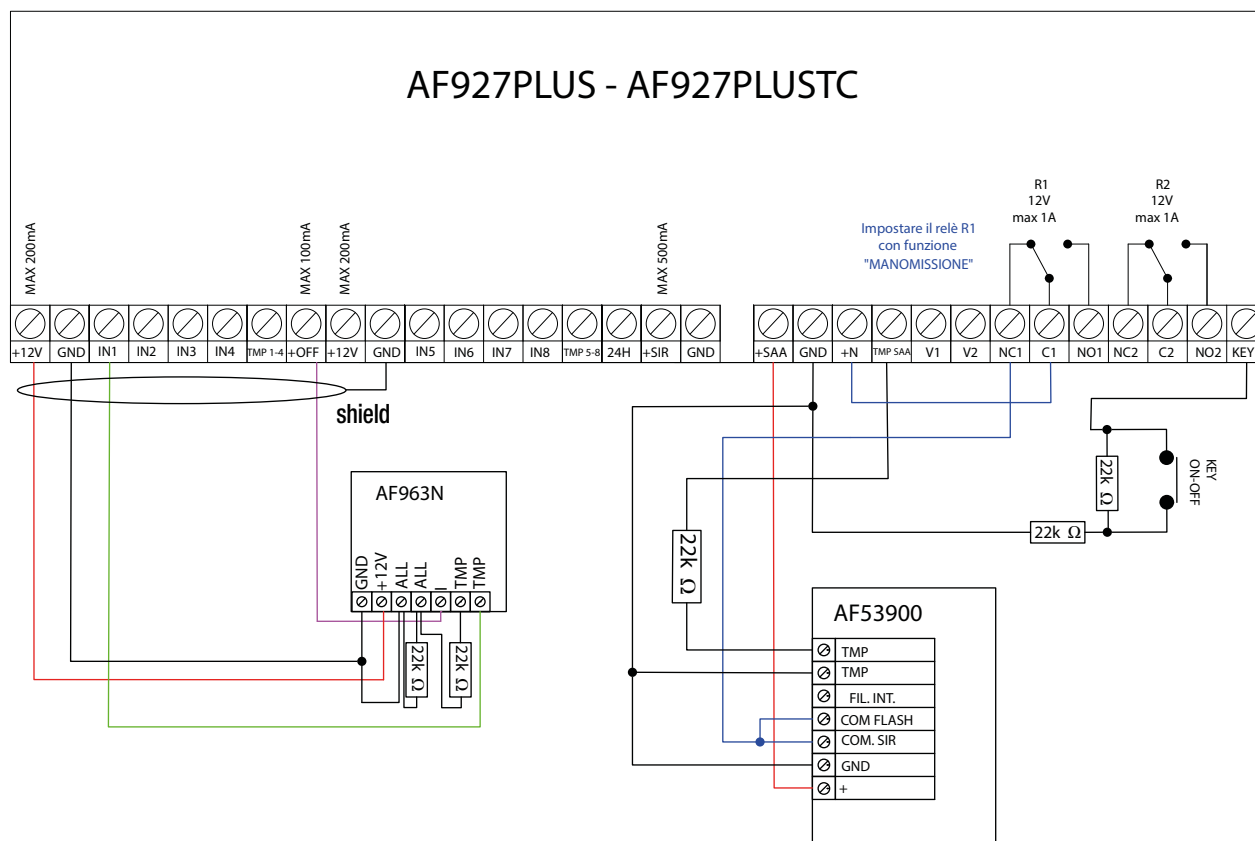 AF927PLUS - AF927PLUSTC
MAX 200mA
MAX 100mA
MAX 200mA
MAX 500mA
Impostare il relè R1
con funzione
"MANOMISSIONE"
R1
12V
max 1A
R2
12V
max 1A
+12V GND IN1 IN2 IN3 IN4 TMP 1-4 +OFF +12V GND IN5 IN6 IN7 IN8 TMP 5-8 24H +SIR GND
+SAA GND +N TMP SAA V1 V2 NC1 C1 NO1 NC2 C2 NO2 KEY
shield
22k Ω
KEY
ON-OFF
22k Ω
22k Ω
AF963N
GND
+12V
ALL
ALL
I
TMP
TMP
22k Ω
22k Ω
AF53900
TMP
TMP
FIL. INT.
COM FLASH
COM. SIR
GND
+